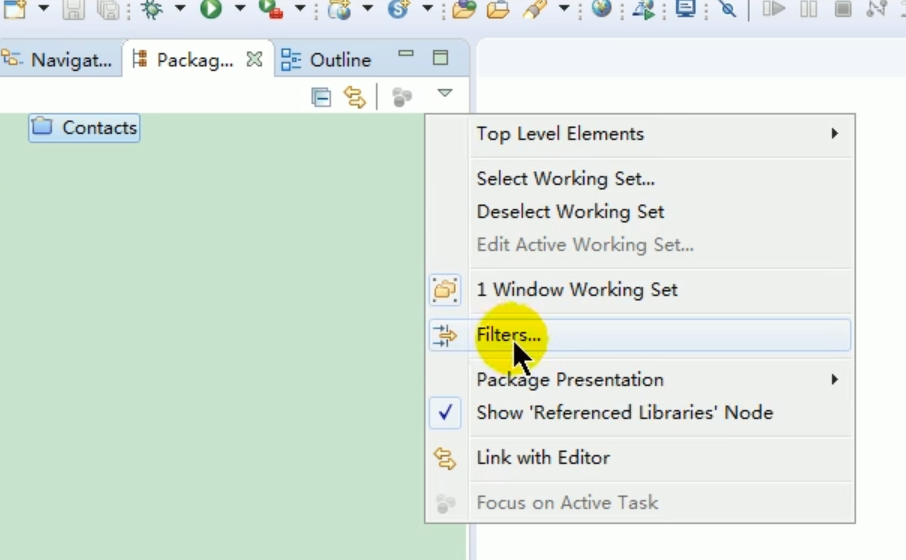 Navigat...
Packag...
Outline
Contacts
Top Level Elements
Select Working Set...
Deselect Working Set
Edit Active Working Set...
1 Window Working Set
Filters...
Package Presentation
Show 'Referenced Libraries' Node
Link with Editor
Focus on Active Task